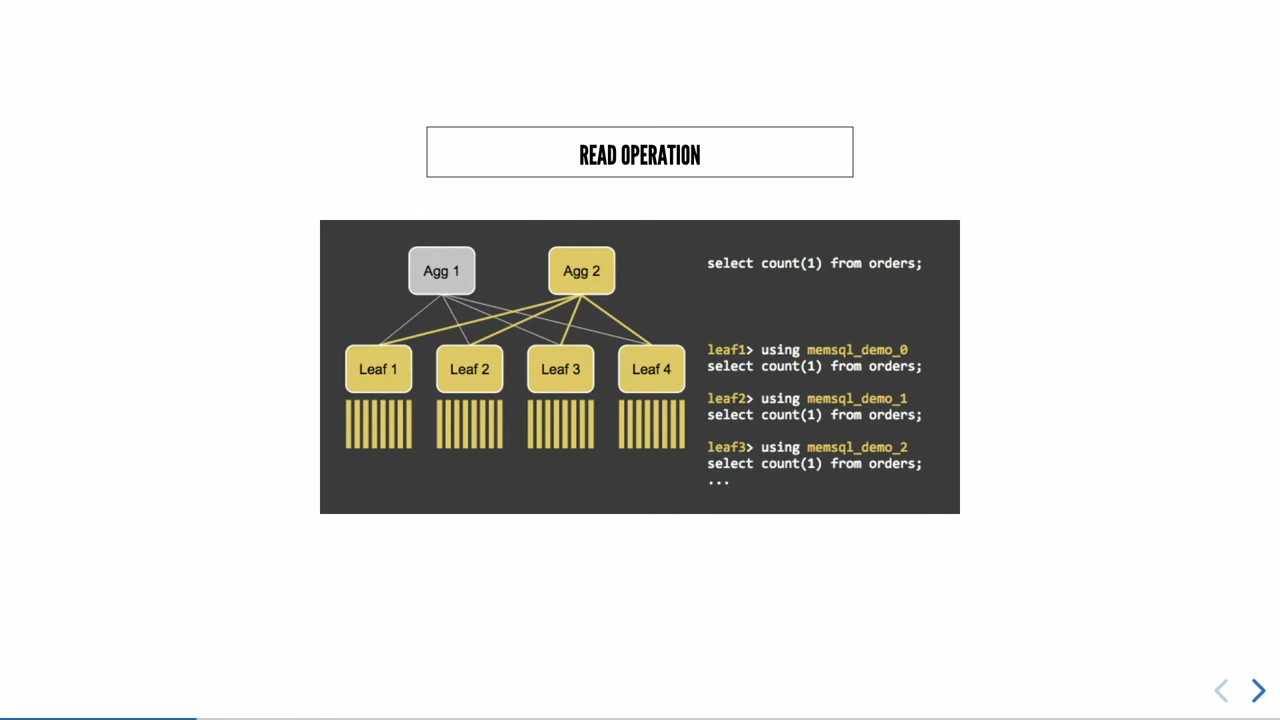 READ OPERATION
Agg 1
Agg 2
select count(1) from orders;
Leaf 1
Leaf 2
Leaf 3
Leaf 4
leaf1> using memsql_demo_0
select count(1) from orders;
leaf2> using memsql_demo_1
select count(1) from orders;
leaf3> using memsql_demo_2
select count(1) from orders;
...